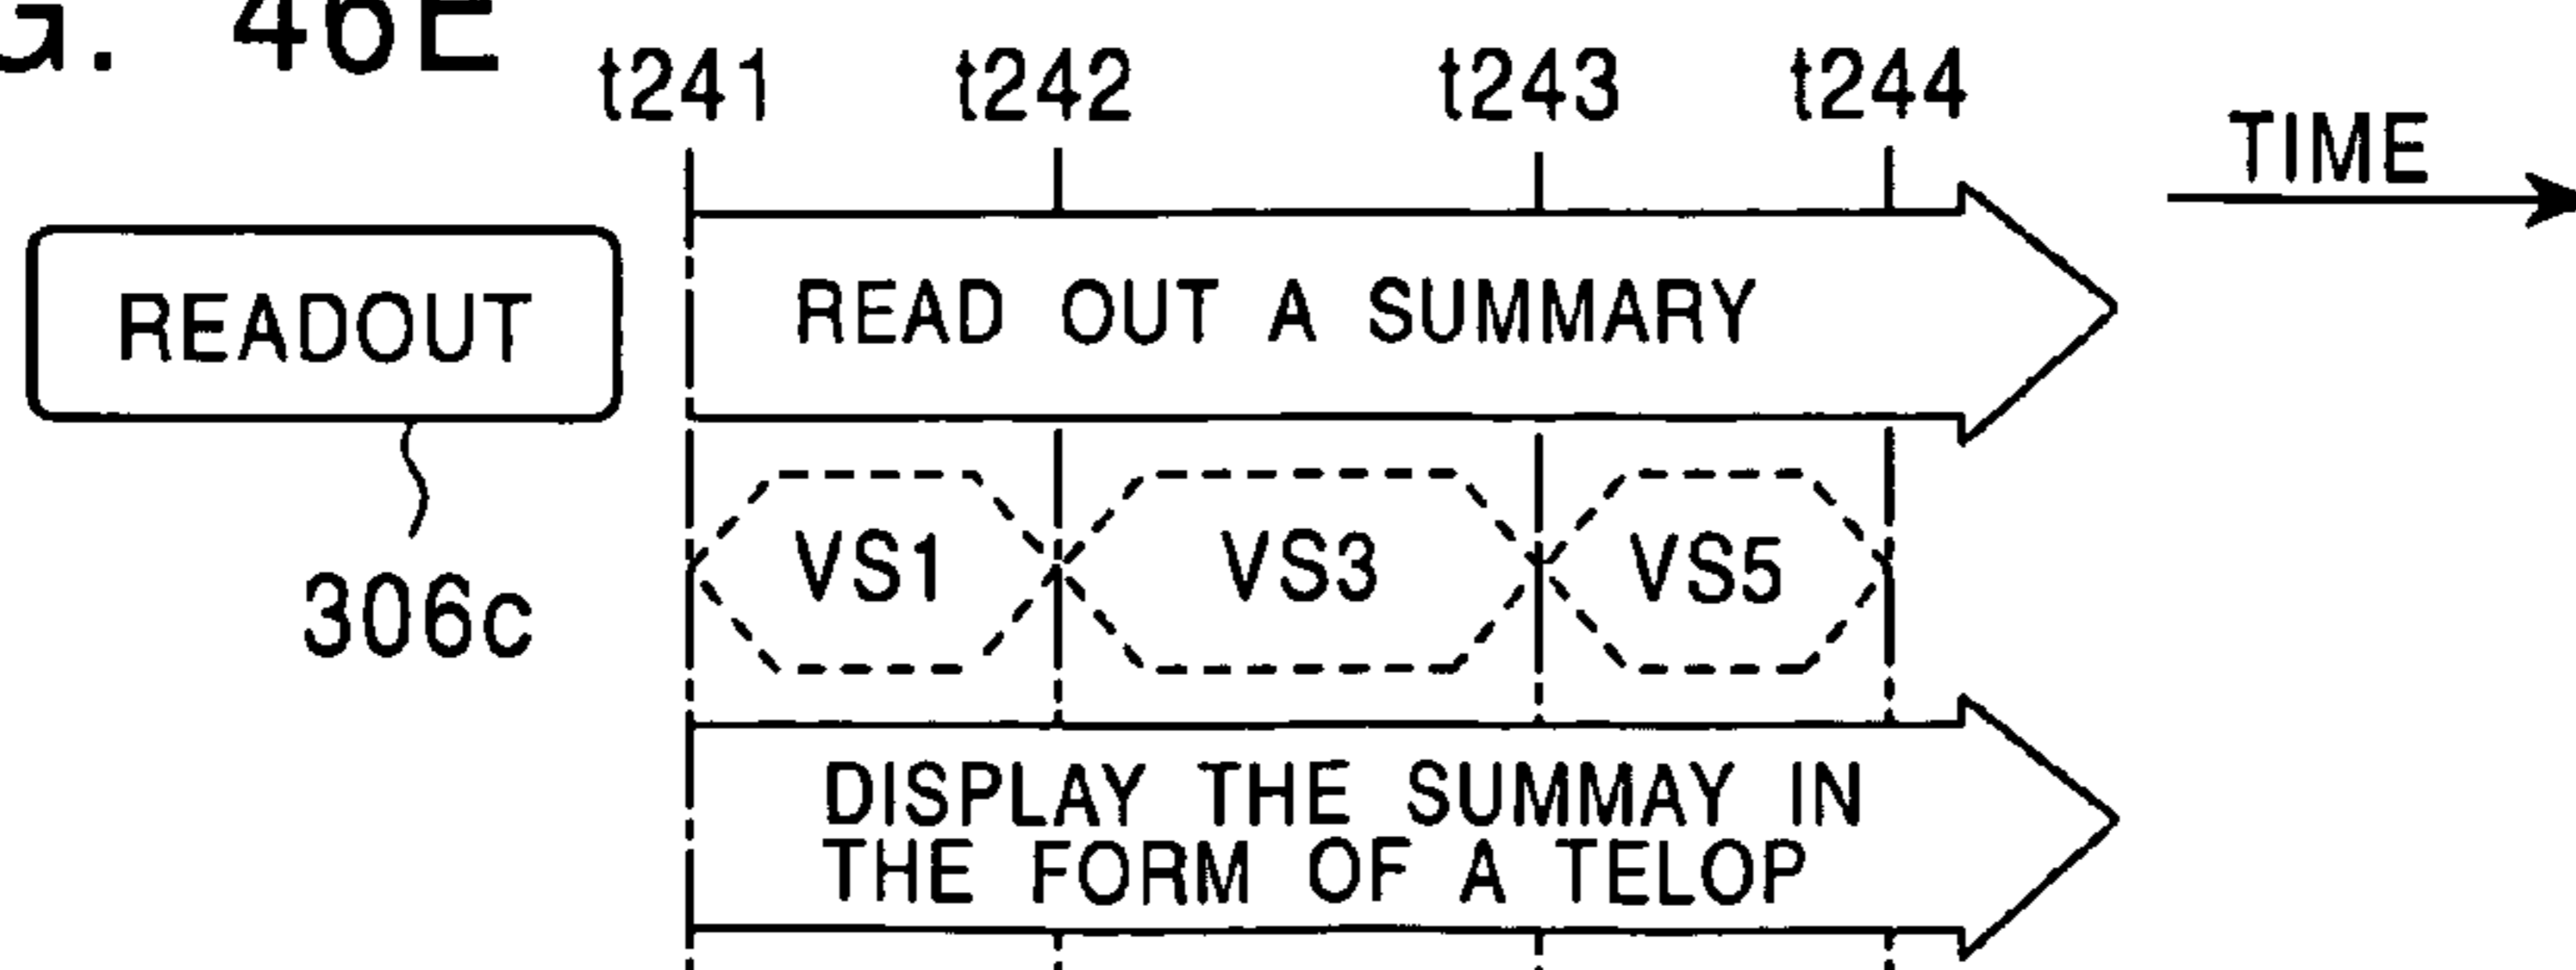 G. 46E
t241 t242 t243 t244
TIME
READOUT
READ OUT A SUMMARY
306c
VS1 VS3 VS5
DISPLAY THE SUMMAY IN
THE FORM OF A TELOP